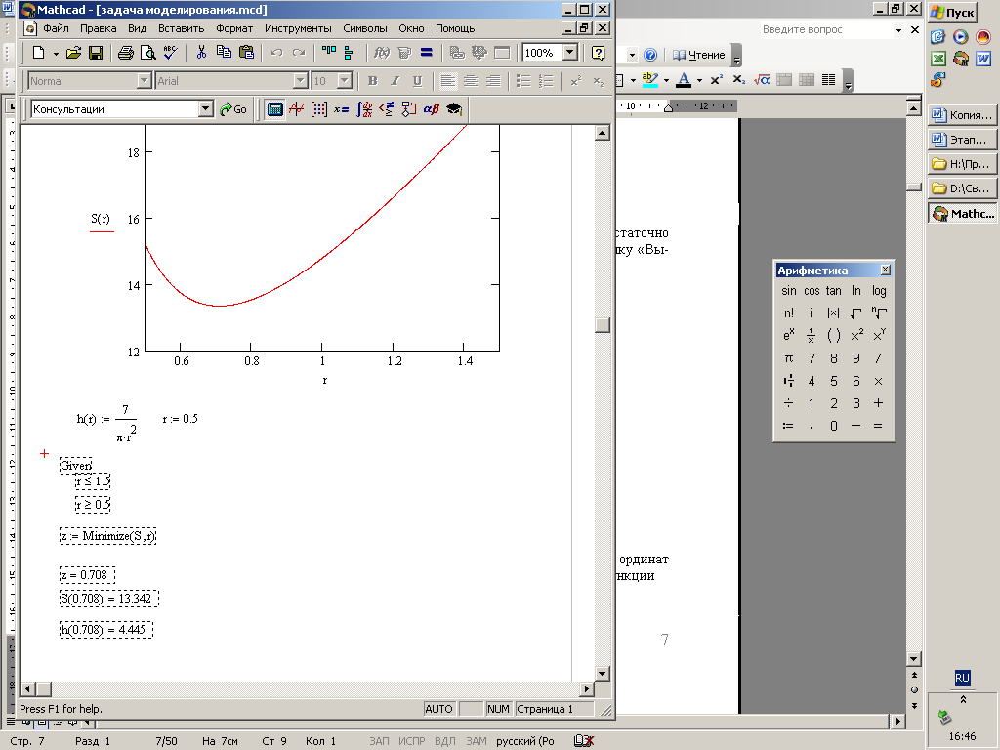 Mathcad - [задача моделирования.mcd]
Файл Правка Вид Вставить Формат Инструменты Символы Окно Помощь
100%
Normal Arial 10 B I U
Консультации Go
18
S(r) 16
14
12
0.6 0.8 1 1.2 1.4
r
h(r) := 7/(π·r^2) r := 0.5
Given
r ≤ 1.5
r ≥ 0.5
z := Minimize(S,r)
z = 0.708
S(0.708) = 13.342
h(0.708) = 4.445
Press F1 for help. AUTO NUM Страница 1
Введите вопрос
Чтение
10 12
статочно
ку «Вы-
ординат
нкции
7
Арифметика
sin cos tan ln log
n! i |×| √ ⁿ√
eˣ 1/x ( ) x² xʸ
π 7 8 9 /
4 5 6 ×
÷ 1 2 3 +
:= . 0 − =
Пуск
Копия...
Этап...
H:\Пр...
D:\Св...
Mathc...
RU
16:46
Стр. 7 Разд 1 7/50 На 7см Ст 9 Кол 1 ЗАП ИСПР ВДЛ ЗАМ русский (Ро